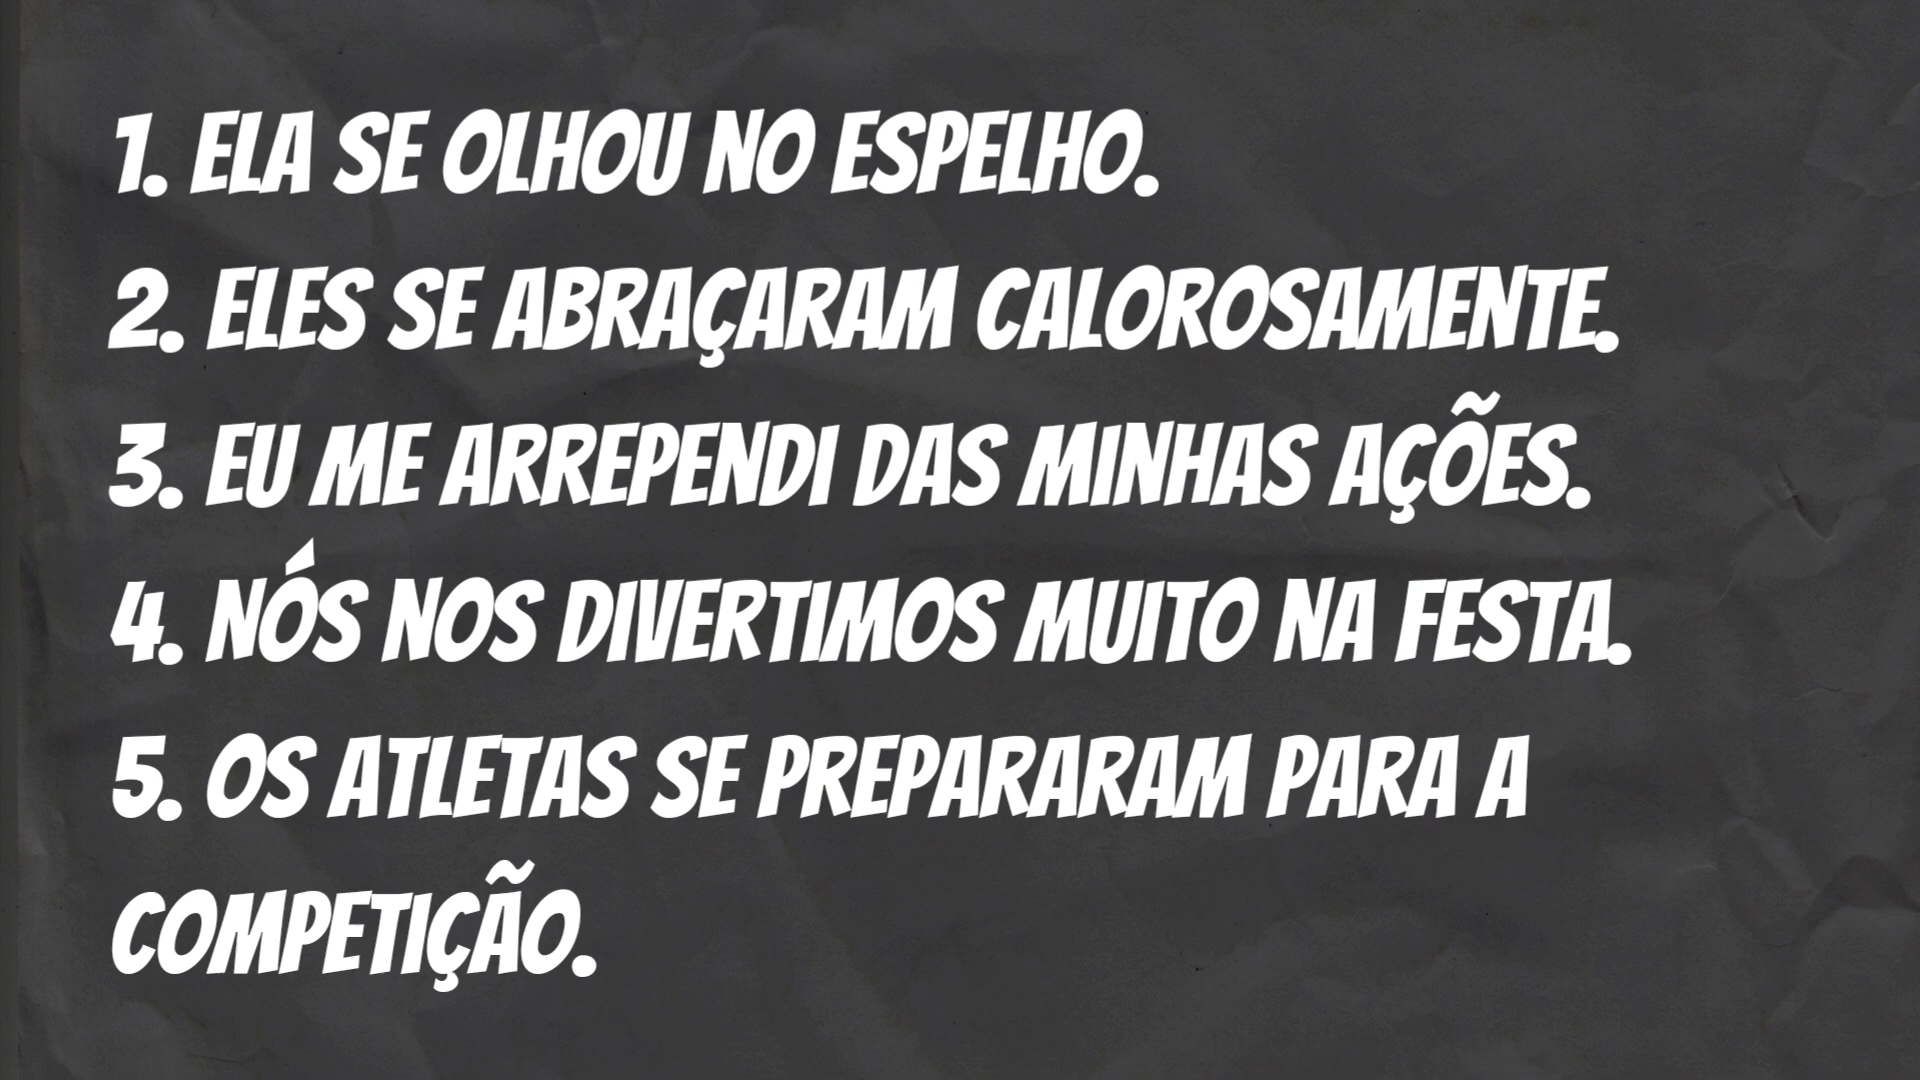 1. ELA SE OLHOU NO ESPELHO.
2. ELES SE ABRAÇARAM CALOROSAMENTE.
3. EU ME ARREPENDI DAS MINHAS AÇÕES.
4. NÓS NOS DIVERTIMOS MUITO NA FESTA.
5. OS ATLETAS SE PREPARARAM PARA A
COMPETIÇÃO.